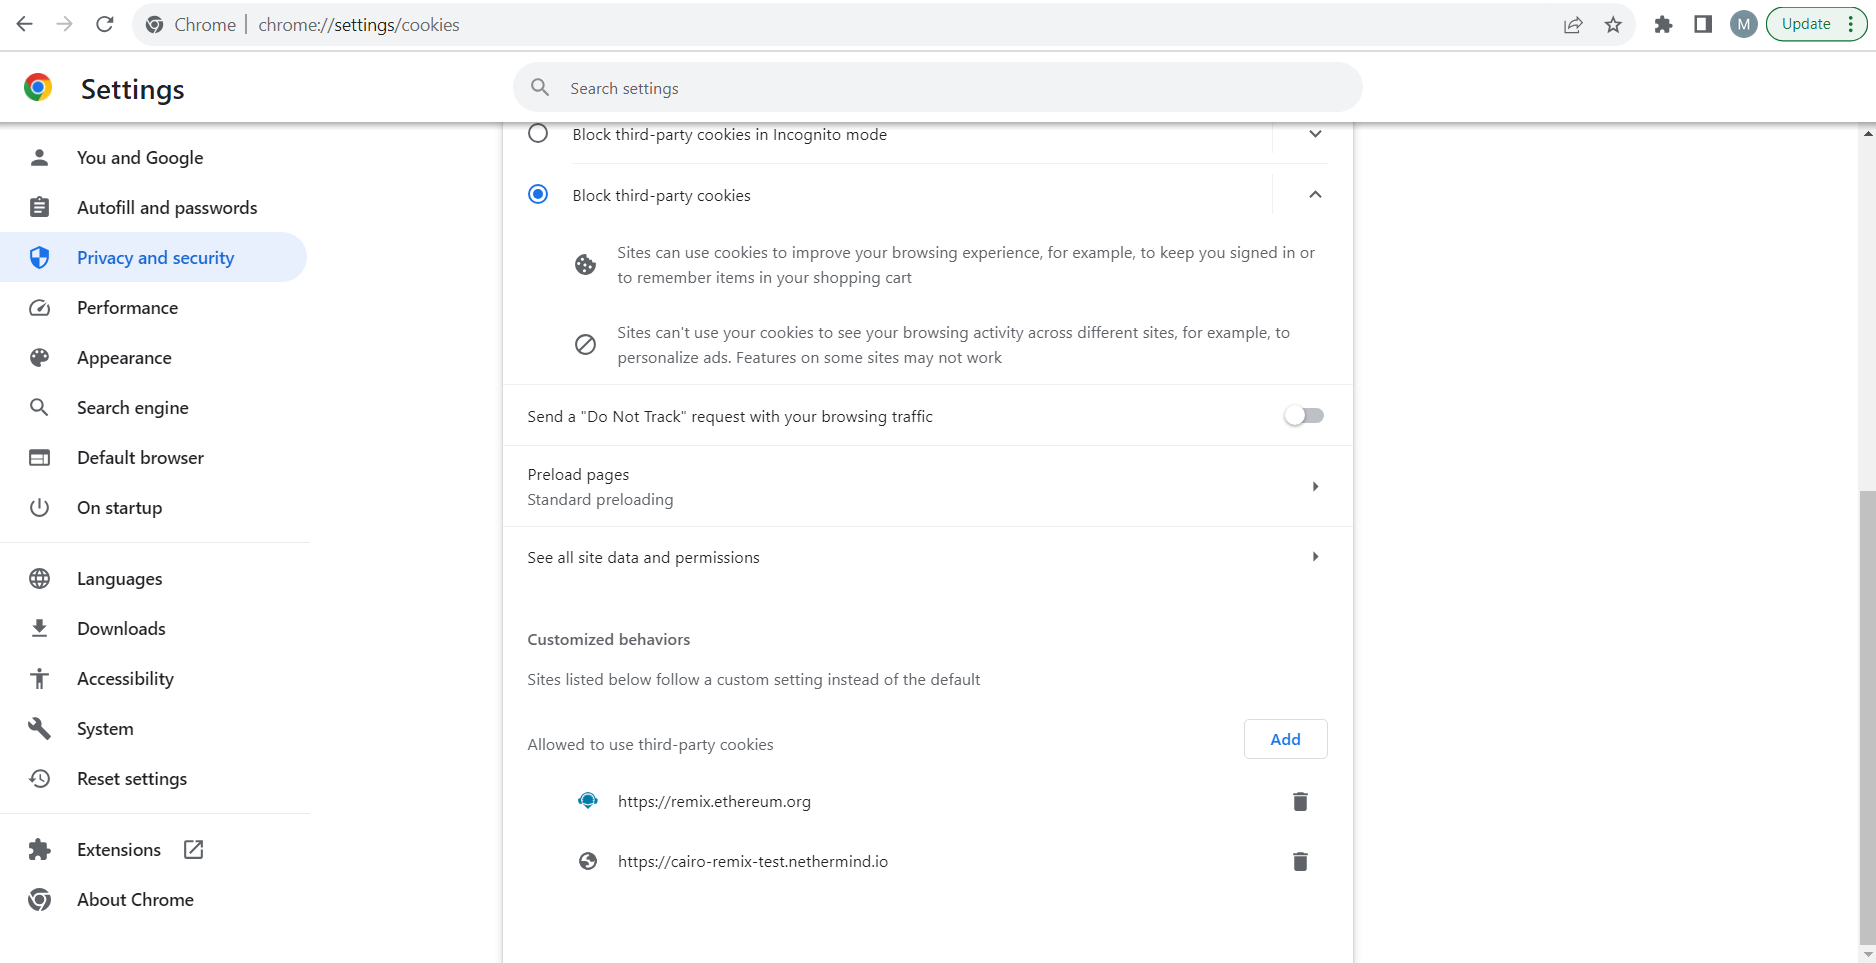 Chrome | chrome://settings/cookies
M
Update
Settings
Search settings
You and Google
Autofill and passwords
Privacy and security
Performance
Appearance
Search engine
Default browser
On startup
Languages
Downloads
Accessibility
System
Reset settings
Extensions
About Chrome
Block third-party cookies in Incognito mode
Block third-party cookies
Sites can use cookies to improve your browsing experience, for example, to keep you signed in or
to remember items in your shopping cart
Sites can't use your cookies to see your browsing activity across different sites, for example, to
personalize ads. Features on some sites may not work
Send a "Do Not Track" request with your browsing traffic
Preload pages
Standard preloading
See all site data and permissions
Customized behaviors
Sites listed below follow a custom setting instead of the default
Allowed to use third-party cookies
Add
https://remix.ethereum.org
https://cairo-remix-test.nethermind.io